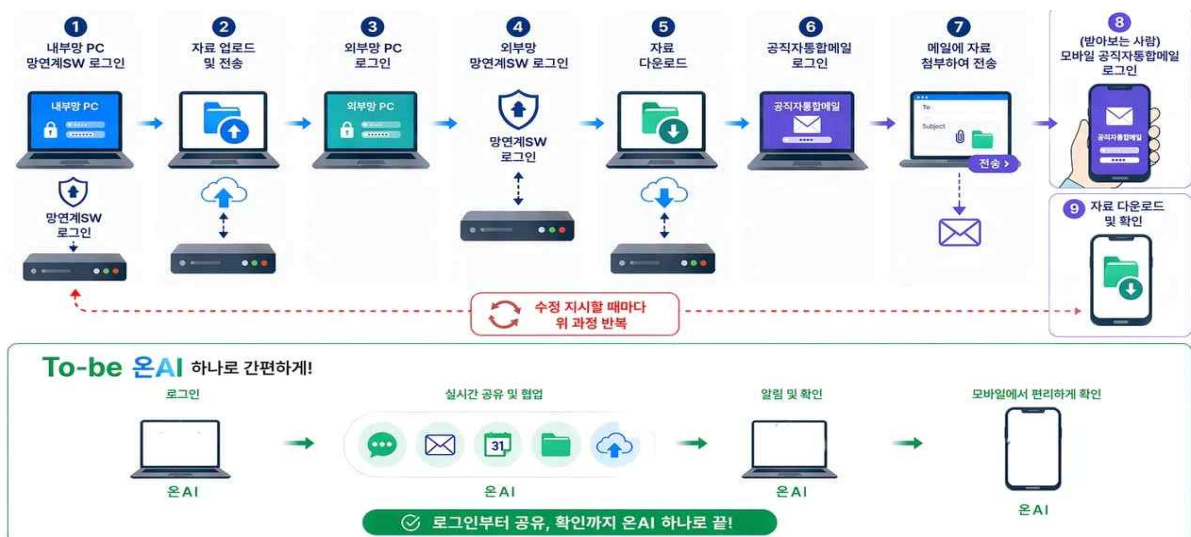 1
내부망 PC
망연계SW 로그인
내부망 PC
망연계SW
로그인
2
자료 업로드
및 전송
3
외부망 PC
로그인
외부망 PC
4
외부망
망연계SW 로그인
망연계SW
로그인
5
자료
다운로드
6
공직자통합메일
로그인
공직자통합메일
7
메일에 자료
첨부하여 전송
To
Subject
전송 >
8
(받아보는 사람)
모바일 공직자통합메일
로그인
공직자통합메일
9 자료 다운로드
및 확인
수정 지시할 때마다
위 과정 반복
To-be 온AI 하나로 간편하게!
로그인
온AI
실시간 공유 및 협업
31
온AI
알림 및 확인
온AI
모바일에서 편리하게 확인
온AI
로그인부터 공유, 확인까지 온AI 하나로 끝!